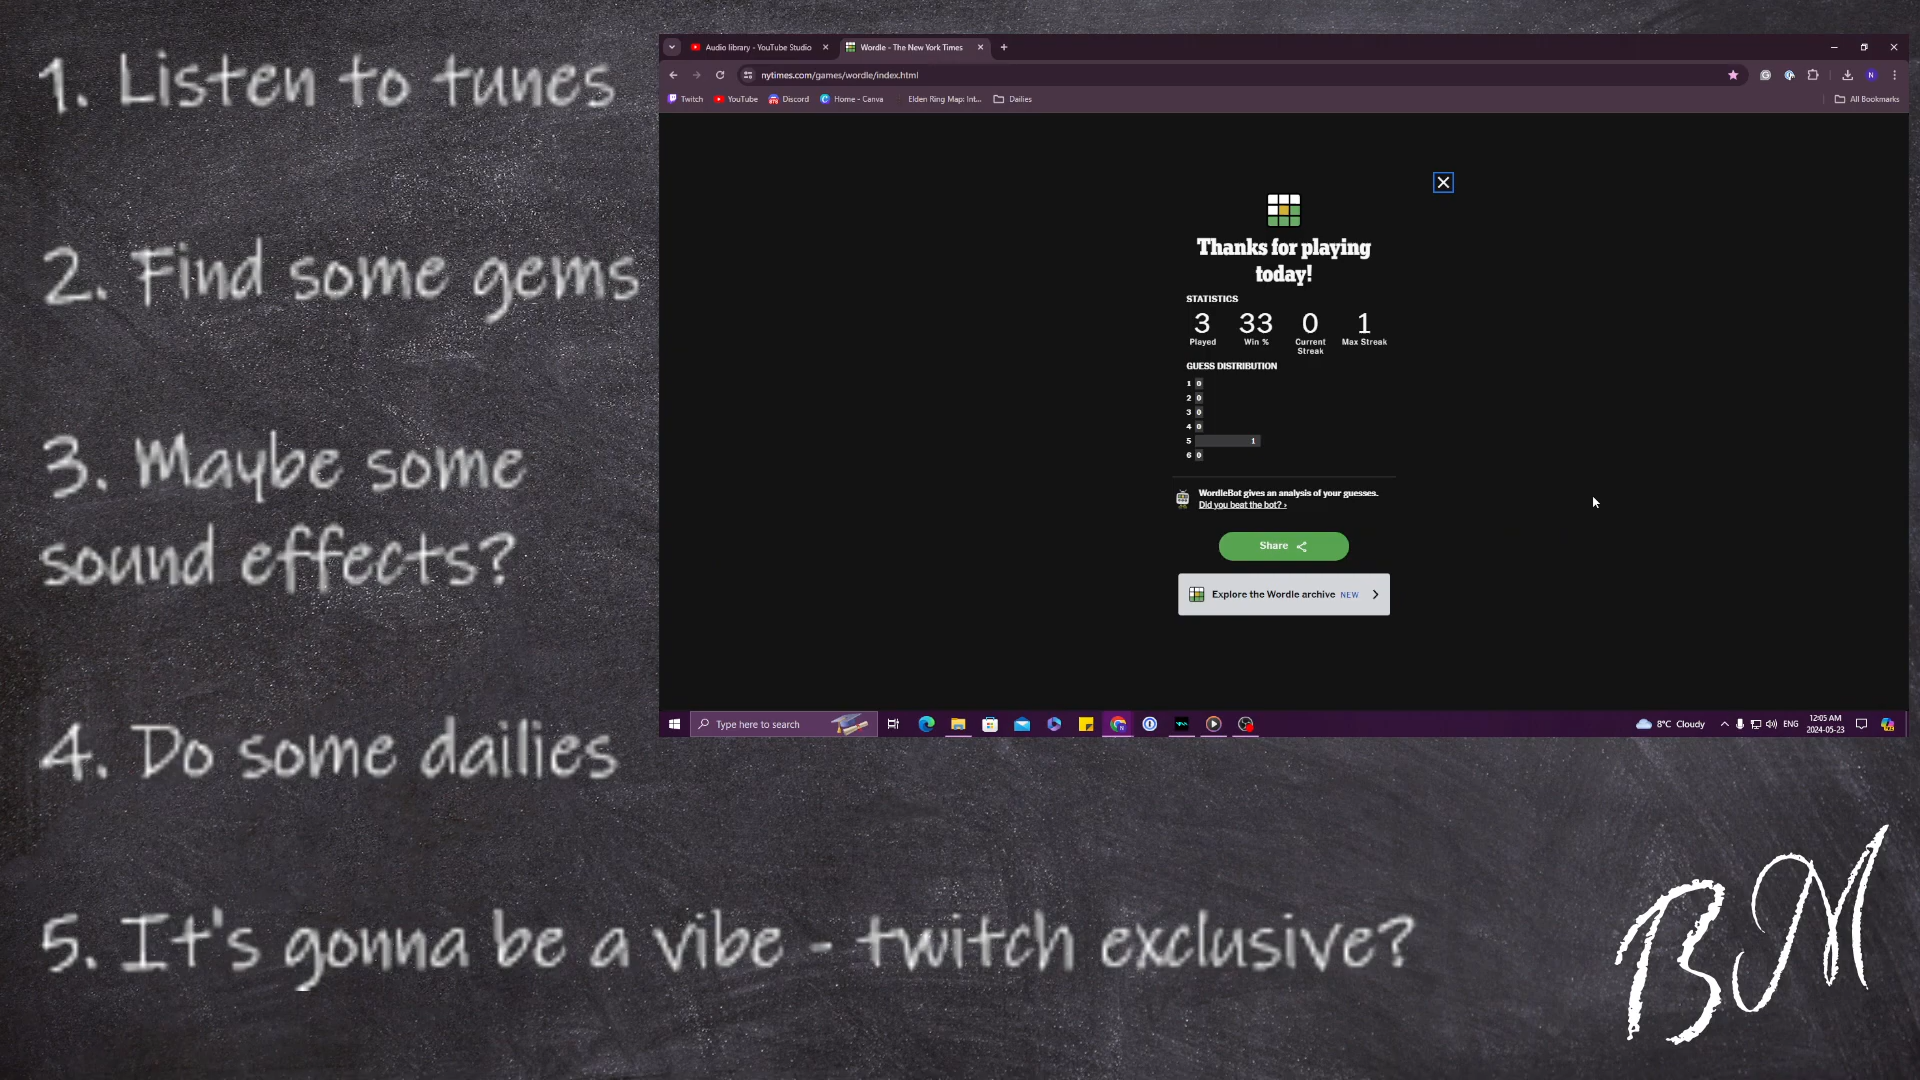 1. Listen to tunes
2. Find some gems
3. Maybe some
sound effects?
4. Do some dailies
5. It's gonna be a vibe - twitch exclusive?
BM
Audio library - YouTube Studio
Wordle - The New York Times
nytimes.com/games/wordle/index.html
N
Twitch YouTube Discord Home - Canva Elden Ring Map: Int... Dailies All Bookmarks
Thanks for playing
today!
STATISTICS
3 33 0 1
Played Win % Current Streak Max Streak
GUESS DISTRIBUTION
1 0
2 0
3 0
4 0
5 1
6 0
WordleBot gives an analysis of your guesses.
Did you beat the bot? ›
Share
Explore the Wordle archive NEW
Type here to search
8°C Cloudy
ENG
12:05 AM
2024-05-23